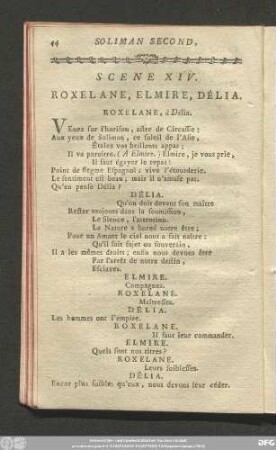 44 SOLIMAN SECOND,
SCENE XIV.
ROXELANE, ELMIRE, DÉLIA.
ROXELANE, à Délia.
VEnez sur l'horison, astre de Circassie :
Aux yeux de Soliman, ce soleil de l'Asie,
Étalez vos brillants appas ;
Il va paroître. (A Elmire.) Elmire, je vous prie,
Il faut égayer le repas :
Point de flegme Espagnol ; vive l'étourderie.
Le sentiment est beau ; mais il n'amuse pas.
Qu'en pense Délia ?
DÉLIA.
Qu'on doit devant son maître
Rester toujours dans la soumission,
Le silence, l'attention.
La Nature a borné notre être ;
Pour un Amant le ciel nous a fait naître :
Qu'il soit sujet ou souverain,
Il a les mêmes droits ; enfin nous devons être
Par l'arrêt de notre destin,
Esclaves.
ELMIRE.
Compagnes.
ROXELANE.
Maîtresses.
DÉLIA.
Les hommes ont l'empire.
ROXELANE.
Il faut leur commander.
ELMIRE.
Quels sont nos titres ?
ROXELANE.
Leurs foiblesses.
DÉLIA.
Encor plus foibles qu'eux, nous devons leur céder.